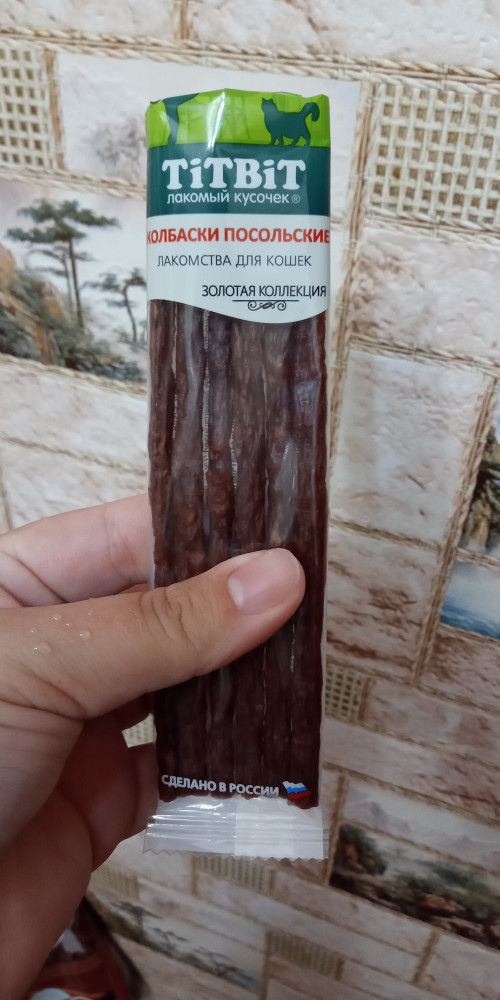 TiTBiT
лакомый кусочек®
КОЛБАСКИ ПОСОЛЬСКИЕ
ЛАКОМСТВА ДЛЯ КОШЕК
ЗОЛОТАЯ КОЛЛЕКЦИЯ
СДЕЛАНО В РОССИИ